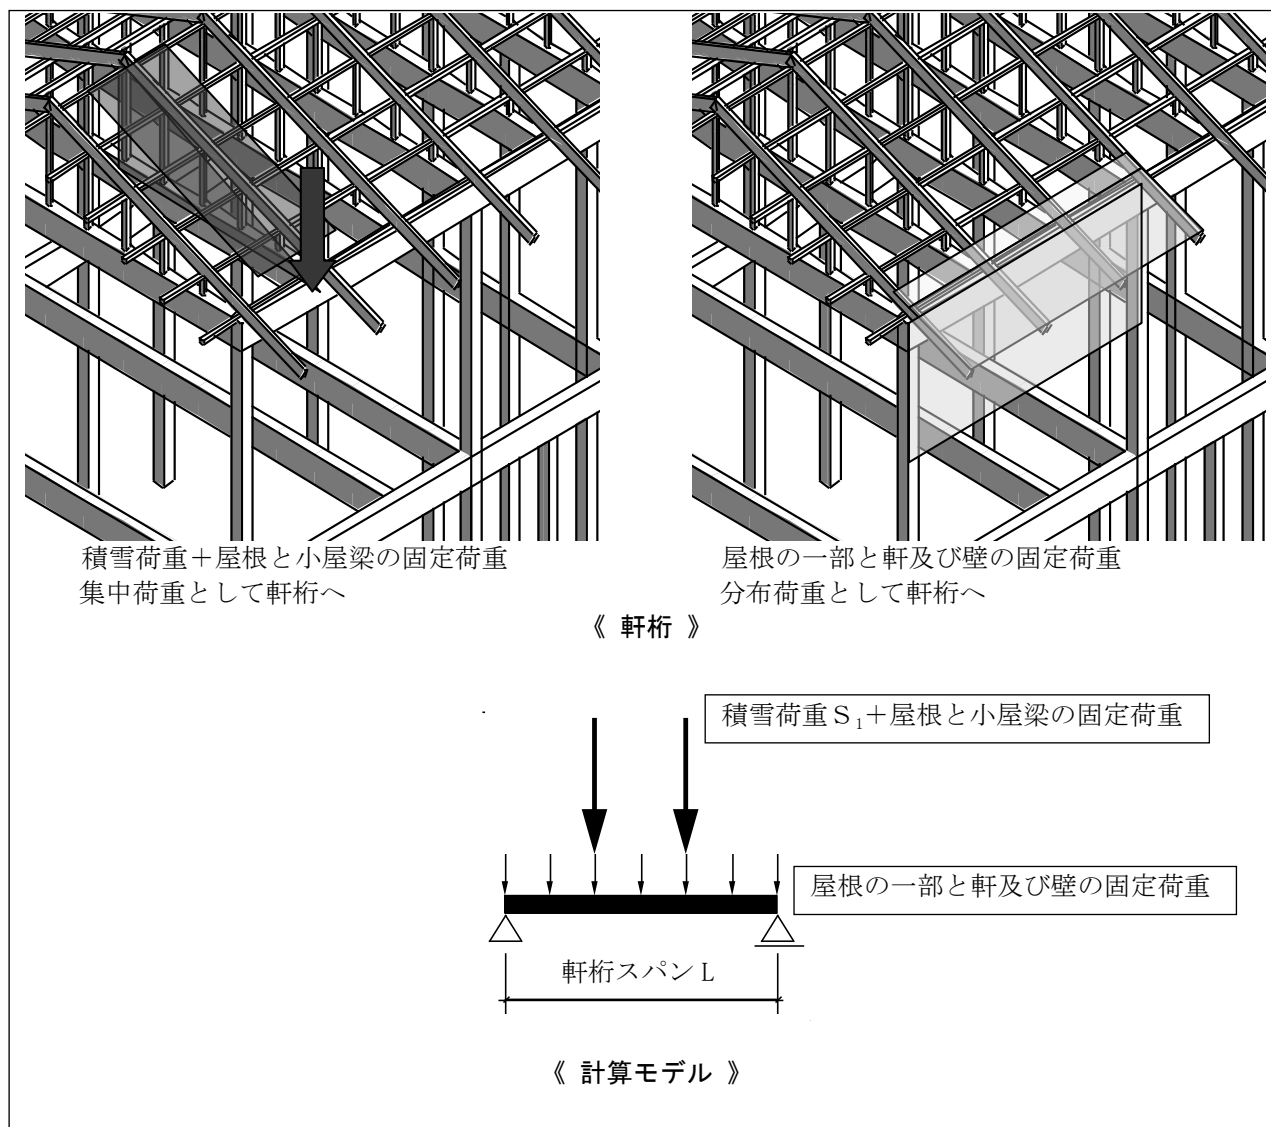 積雪荷重＋屋根と小屋梁の固定荷重
集中荷重として軒桁へ
屋根の一部と軒及び壁の固定荷重
分布荷重として軒桁へ
《 軒桁 》
積雪荷重Ｓ₁＋屋根と小屋梁の固定荷重
屋根の一部と軒及び壁の固定荷重
軒桁スパンＬ
《 計算モデル 》